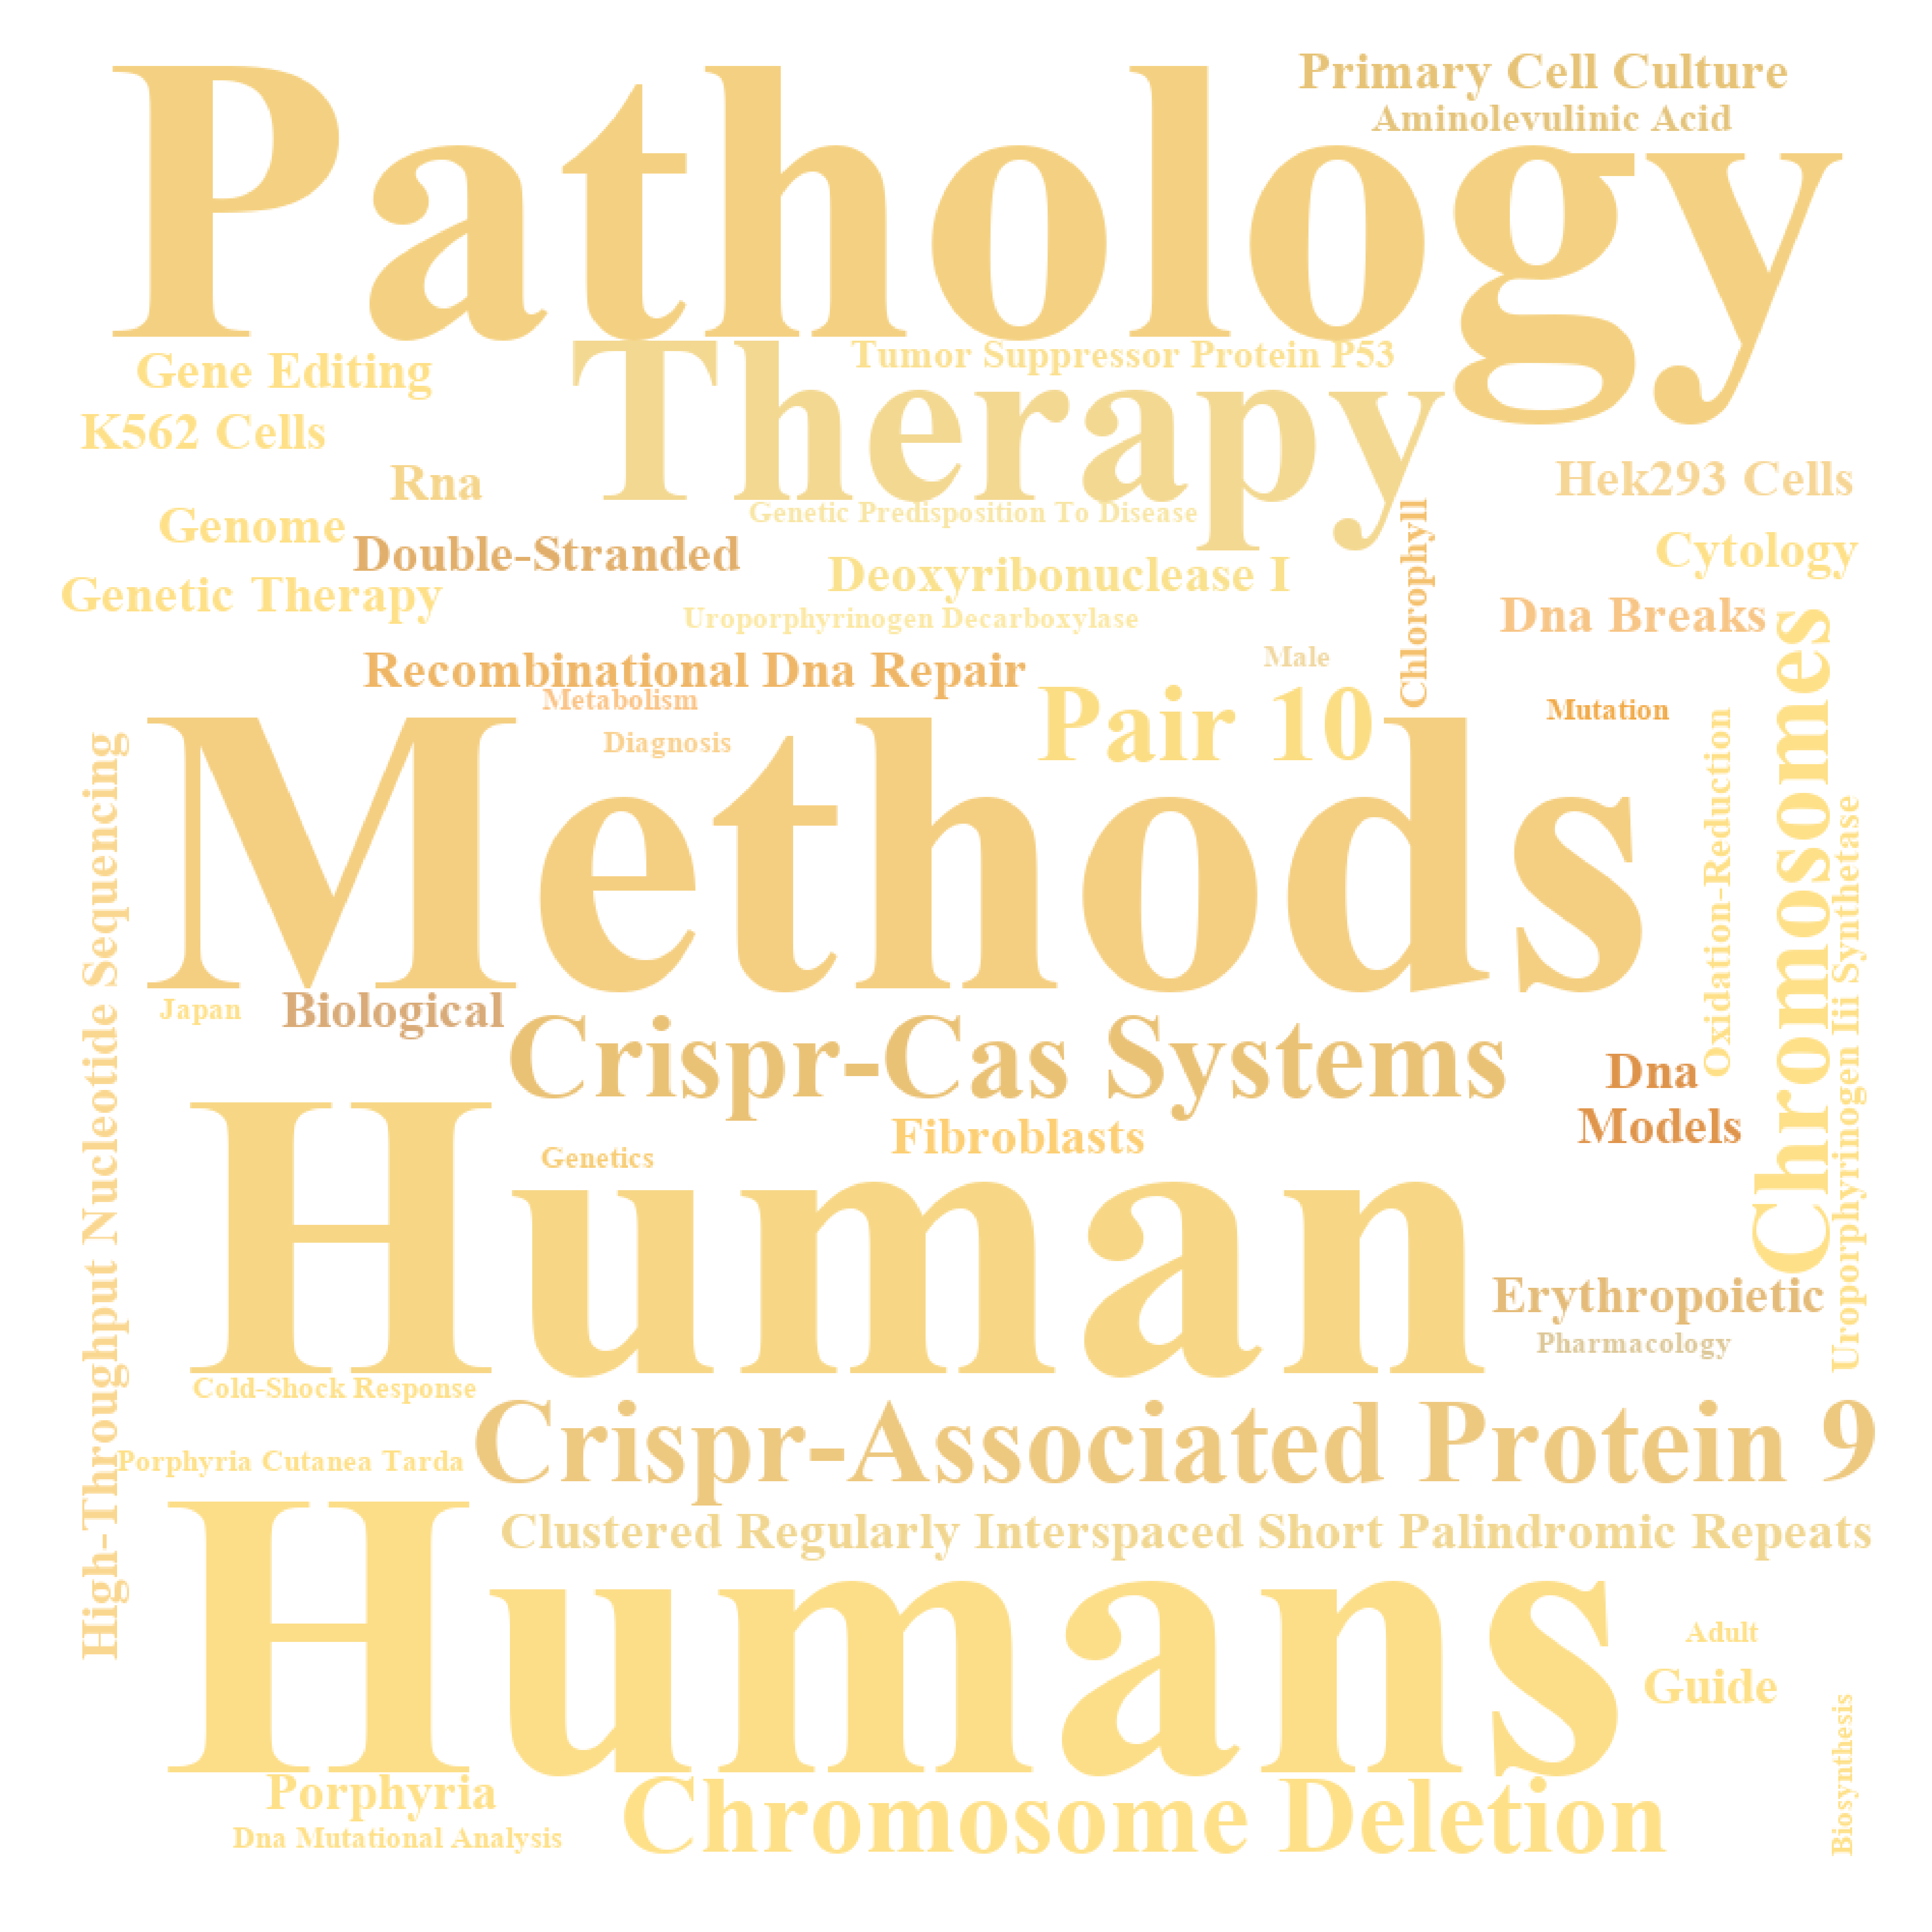 Primary Cell Culture
Aminolevulinic Acid
Pathology
Tumor Suppressor Protein P53
Gene Editing
Therapy
K562 Cells
Rna
Hek293 Cells
Genetic Predisposition To Disease
Genome
Double-Stranded
Cytology
Deoxyribonuclease I
Genetic Therapy
Chlorophyll
Uroporphyrinogen Decarboxylase
Dna Breaks
Recombinational Dna Repair
Male
Metabolism
Mutation
Pair 10
Diagnosis
Methods
High-Throughput Nucleotide Sequencing
Oxidation-Reduction
Chromosomes
Uroporphyrinogen Iii Synthetase
Japan
Biological
Crispr-Cas Systems
Dna
Models
Fibroblasts
Genetics
Human
Erythropoietic
Pharmacology
Cold-Shock Response
Crispr-Associated Protein 9
Porphyria Cutanea Tarda
Clustered Regularly Interspaced Short Palindromic Repeats
Humans
Adult
Guide
Biosynthesis
Porphyria
Chromosome Deletion
Dna Mutational Analysis